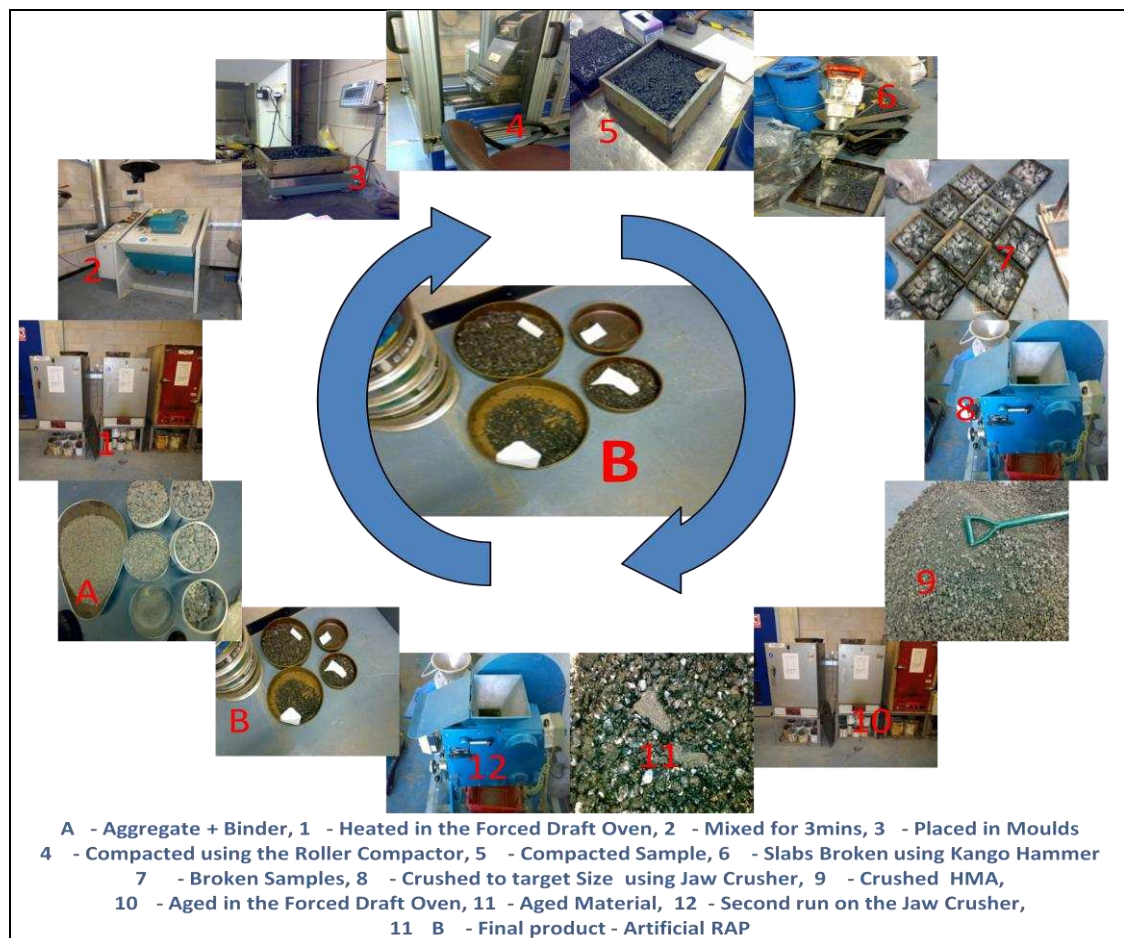 4
5
6
3
2
7
1
8
B
A
9
B
10
12
11
A - Aggregate + Binder, 1 - Heated in the Forced Draft Oven, 2 - Mixed for 3mins, 3 - Placed in Moulds
4 - Compacted using the Roller Compactor, 5 - Compacted Sample, 6 - Slabs Broken using Kango Hammer
7 - Broken Samples, 8 - Crushed to target Size using Jaw Crusher, 9 - Crushed HMA,
10 - Aged in the Forced Draft Oven, 11 - Aged Material, 12 - Second run on the Jaw Crusher,
11 B - Final product - Artificial RAP